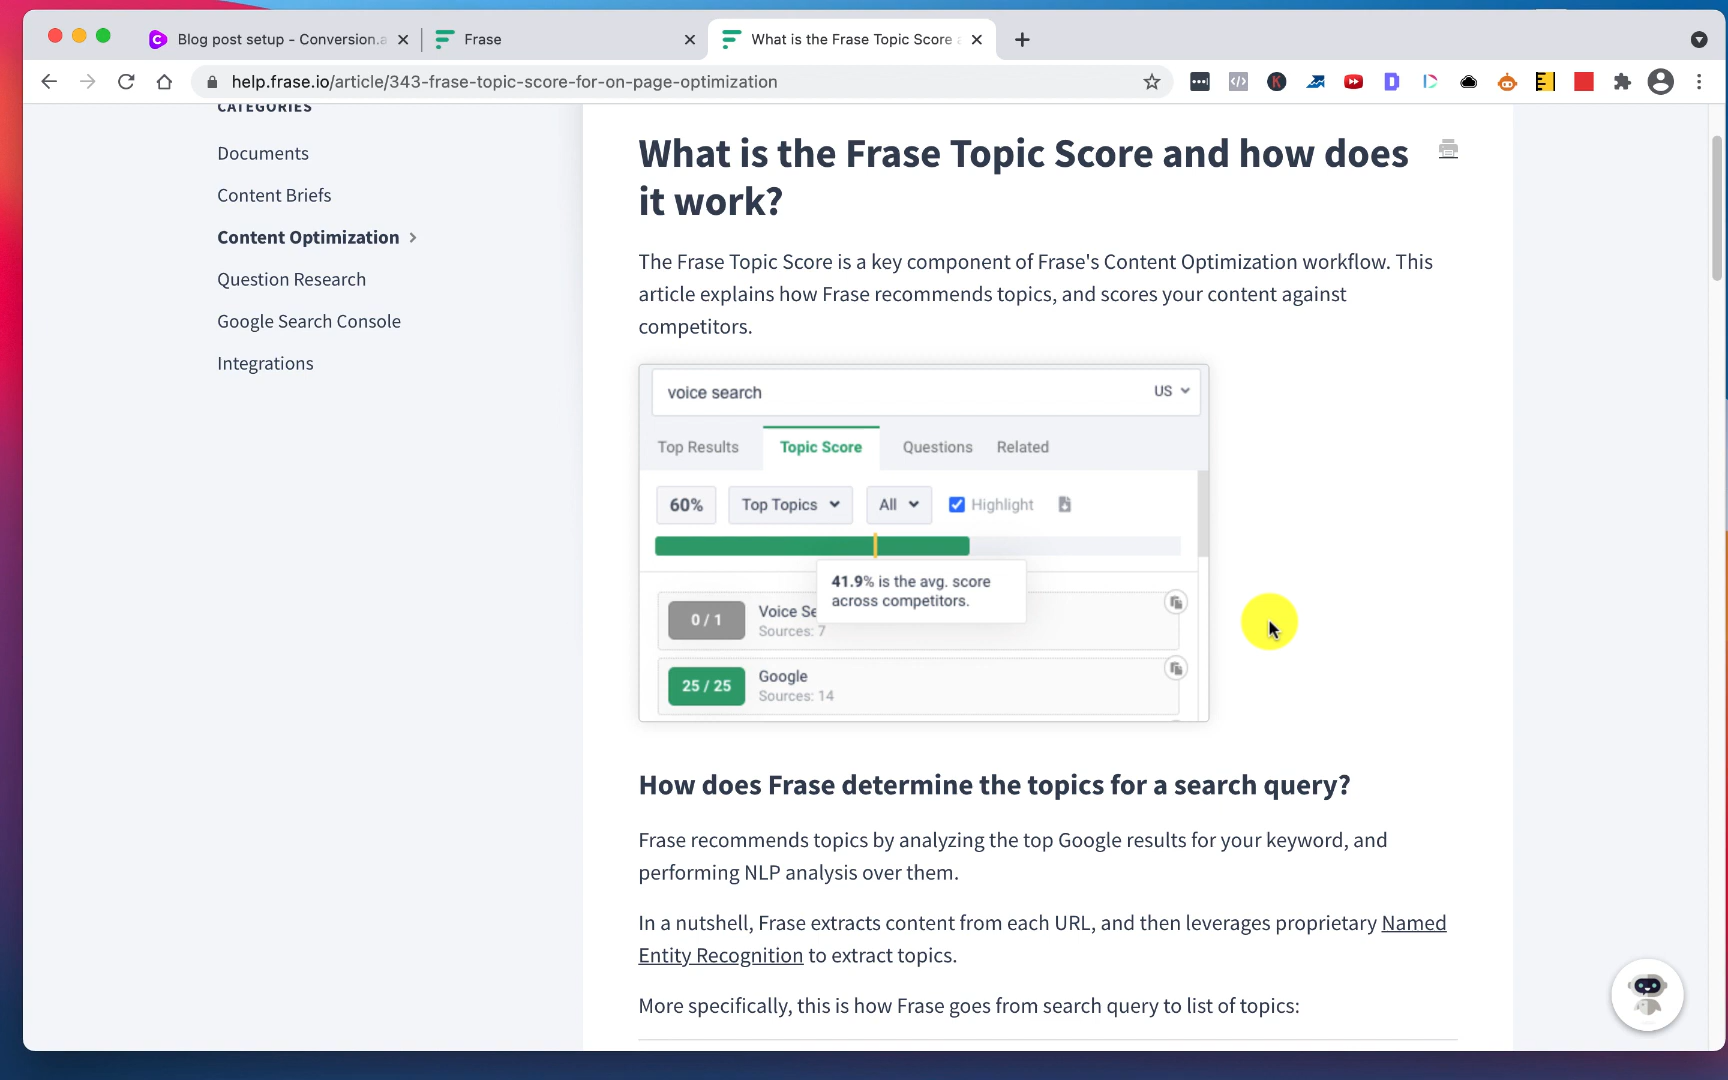 Blog post setup - Conversion.a
Frase
What is the Frase Topic Score
help.frase.io/article/343-frase-topic-score-for-on-page-optimization
CATEGORIES
Documents
Content Briefs
Content Optimization
Question Research
Google Search Console
Integrations
What is the Frase Topic Score and how does
it work?
The Frase Topic Score is a key component of Frase's Content Optimization workflow. This
article explains how Frase recommends topics, and scores your content against
competitors.
voice search US
Top Results Topic Score Questions Related
60% Top Topics All Highlight
41.9% is the avg. score
across competitors.
0 / 1 Voice Se
Sources: 7
25 / 25 Google
Sources: 14
How does Frase determine the topics for a search query?
Frase recommends topics by analyzing the top Google results for your keyword, and
performing NLP analysis over them.
In a nutshell, Frase extracts content from each URL, and then leverages proprietary Named
Entity Recognition to extract topics.
More specifically, this is how Frase goes from search query to list of topics: